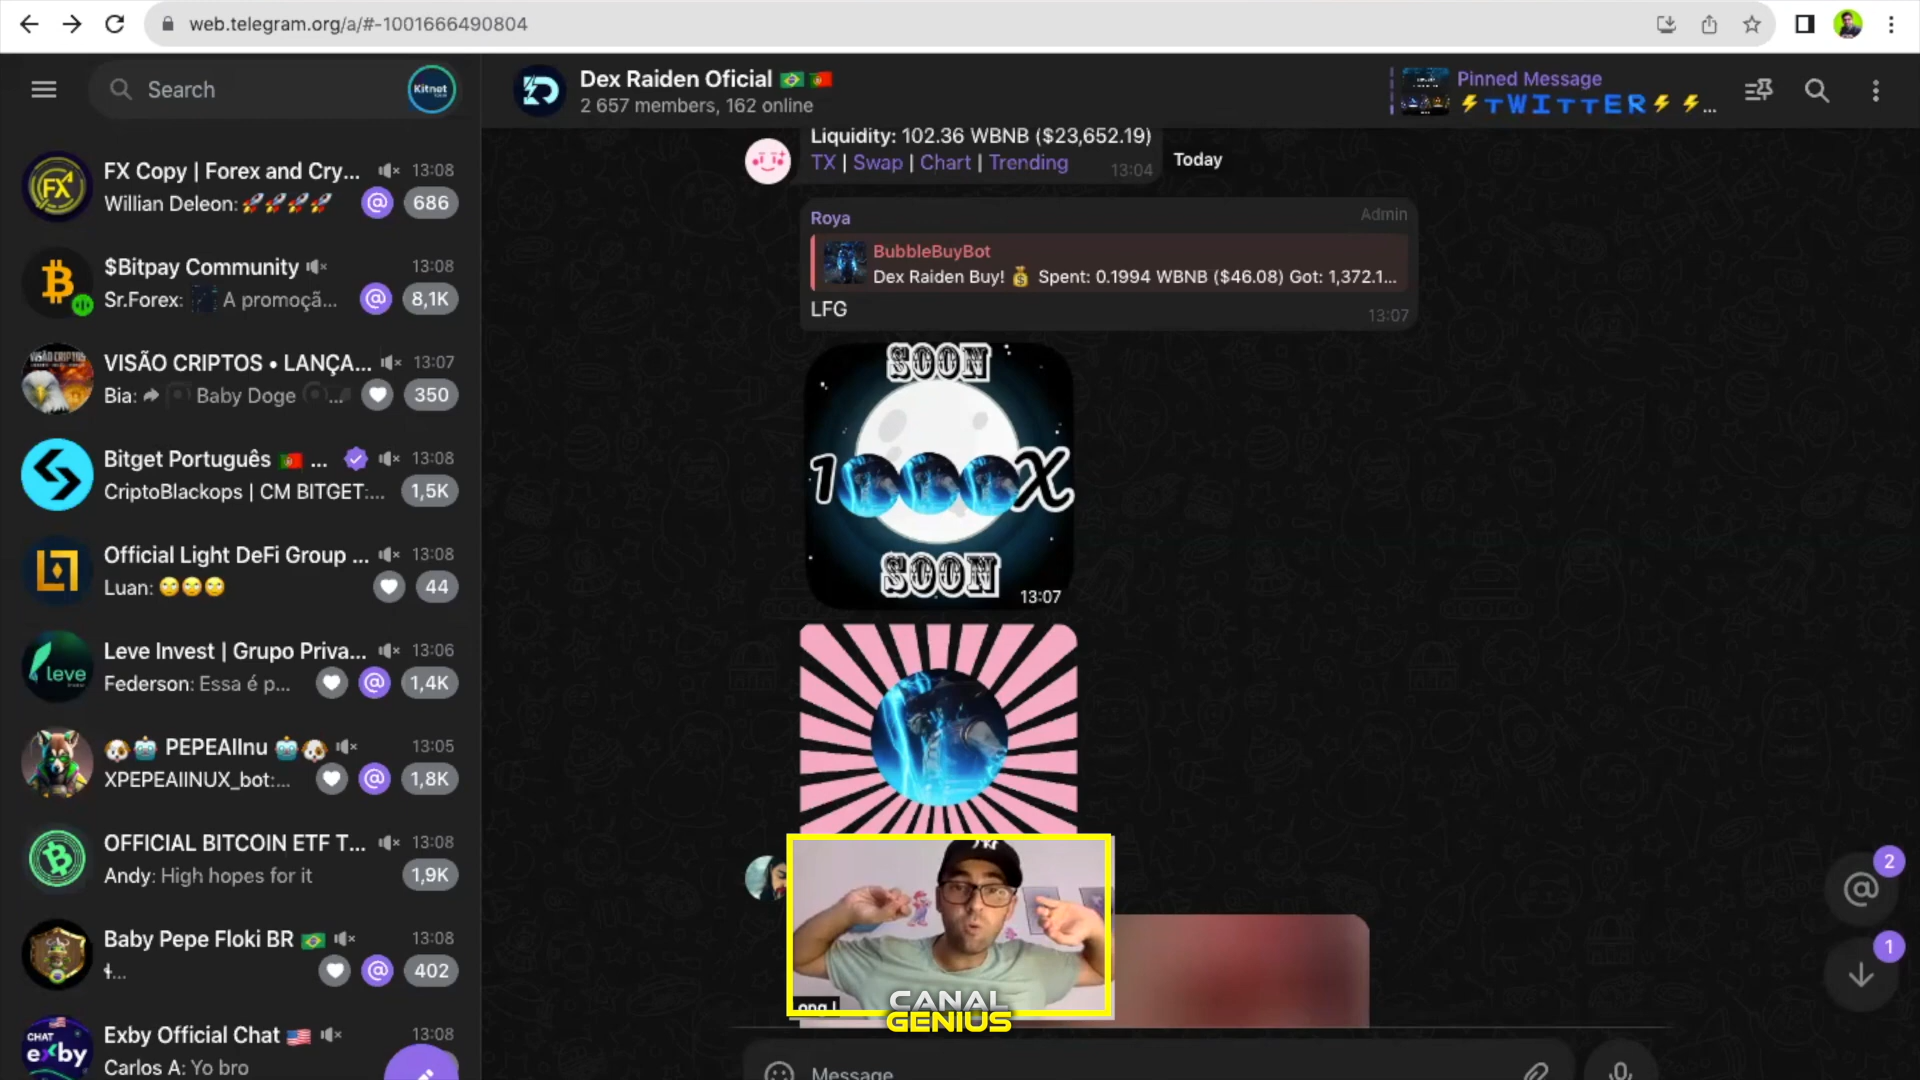 web.telegram.org/a/#-1001666490804
Search
Kitnet
FX Copy | Forex and Cry...
13:08
Willian Deleon: 🚀🚀🚀🚀
686
$Bitpay Community
13:08
Sr.Forex: A promoçã...
8,1K
VISÃO CRIPTOS • LANÇA...
13:07
Bia: Baby Doge ...
350
Bitget Português 🇵🇹 ...
13:08
CriptoBlackops | CM BITGET:...
1,5K
Official Light DeFi Group ...
13:08
Luan: 🙄🙄🙄
44
Leve Invest | Grupo Priva...
13:06
leve
Federson: Essa é p...
1,4K
🐶🤖 PEPEAIInu 🤖🐶
13:05
XPEPEAIINUX_bot:...
1,8K
OFFICIAL BITCOIN ETF T...
13:08
Andy: High hopes for it
1,9K
Baby Pepe Floki BR 🇧🇷
13:08
402
Exby Official Chat 🇺🇸
13:08
CHAT
exby
Carlos A: Yo bro
Dex Raiden Oficial 🇧🇷 🇵🇹
2 657 members, 162 online
Pinned Message
⚡TWITTER⚡ ⚡...
Liquidity: 102.36 WBNB ($23,652.19)
TX | Swap | Chart | Trending
13:04
Today
Roya
Admin
BubbleBuyBot
Dex Raiden Buy! 💰 Spent: 0.1994 WBNB ($46.08) Got: 1,372.1...
LFG
13:07
SOON
1000X
SOON
13:07
2
1
CANAL
GENIUS
Message